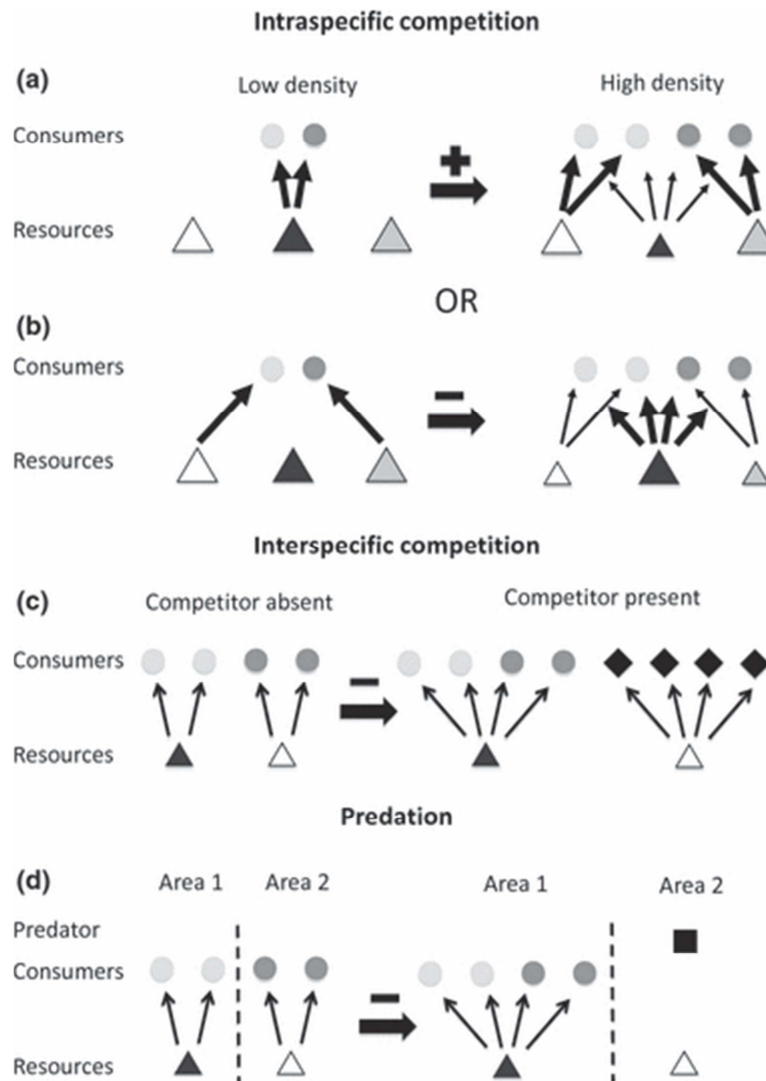 Intraspecific competition
(a)
Low density
High density
Consumers
Resources
OR
(b)
Consumers
Resources
Interspecific competition
(c)
Competitor absent
Competitor present
Consumers
Resources
Predation
(d)
Area 1
Area 2
Area 1
Area 2
Predator
Consumers
Resources